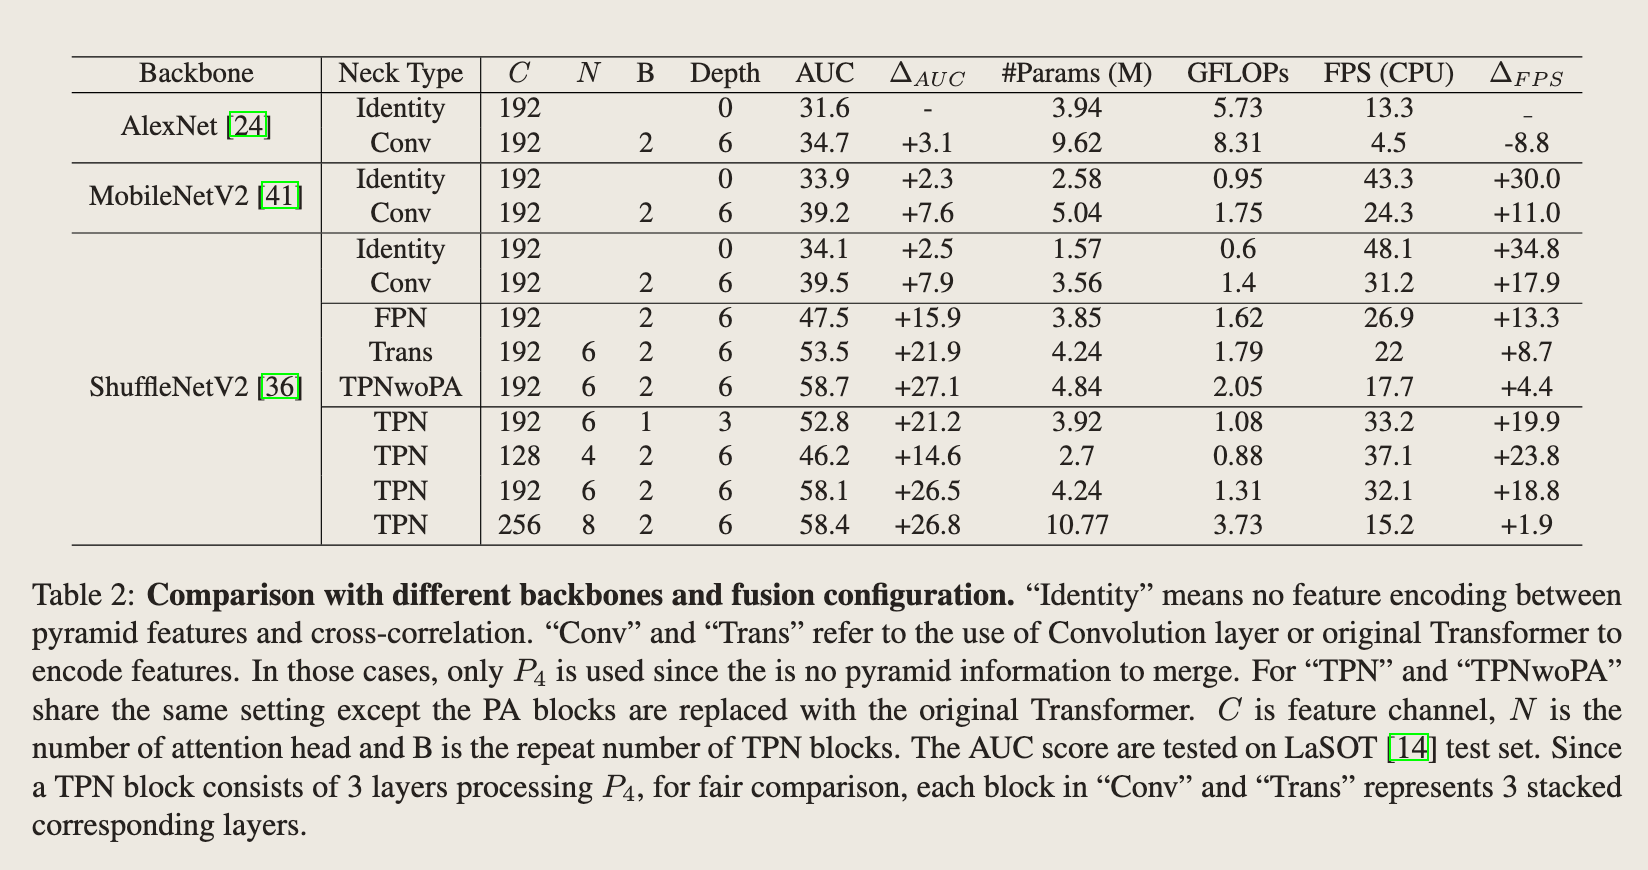 Backbone Neck Type C N B Depth AUC Δ_AUC #Params (M) GFLOPs FPS (CPU) Δ_FPS
AlexNet [24] Identity 192 0 31.6 - 3.94 5.73 13.3 -
Conv 192 2 6 34.7 +3.1 9.62 8.31 4.5 -8.8
MobileNetV2 [41] Identity 192 0 33.9 +2.3 2.58 0.95 43.3 +30.0
Conv 192 2 6 39.2 +7.6 5.04 1.75 24.3 +11.0
ShuffleNetV2 [36] Identity 192 0 34.1 +2.5 1.57 0.6 48.1 +34.8
Conv 192 2 6 39.5 +7.9 3.56 1.4 31.2 +17.9
FPN 192 2 6 47.5 +15.9 3.85 1.62 26.9 +13.3
Trans 192 6 2 6 53.5 +21.9 4.24 1.79 22 +8.7
TPNwoPA 192 6 2 6 58.7 +27.1 4.84 2.05 17.7 +4.4
TPN 192 6 1 3 52.8 +21.2 3.92 1.08 33.2 +19.9
TPN 128 4 2 6 46.2 +14.6 2.7 0.88 37.1 +23.8
TPN 192 6 2 6 58.1 +26.5 4.24 1.31 32.1 +18.8
TPN 256 8 2 6 58.4 +26.8 10.77 3.73 15.2 +1.9
Table 2: Comparison with different backbones and fusion configuration. “Identity” means no feature encoding between
pyramid features and cross-correlation. “Conv” and “Trans” refer to the use of Convolution layer or original Transformer to
encode features. In those cases, only P₄ is used since the is no pyramid information to merge. For “TPN” and “TPNwoPA”
share the same setting except the PA blocks are replaced with the original Transformer. C is feature channel, N is the
number of attention head and B is the repeat number of TPN blocks. The AUC score are tested on LaSOT [14] test set. Since
a TPN block consists of 3 layers processing P₄, for fair comparison, each block in “Conv” and “Trans” represents 3 stacked
corresponding layers.